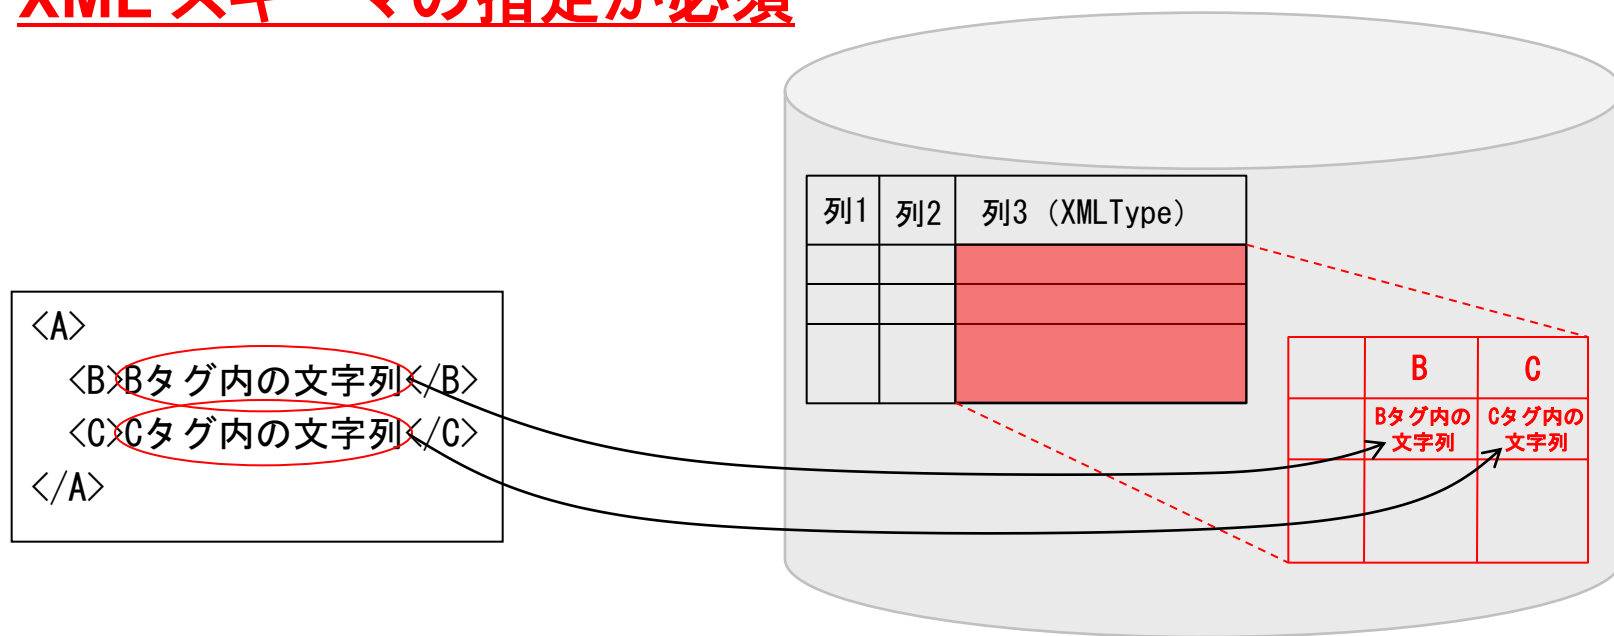 XML スキーマの指定が必須
列1 列2 列3 (XMLType)
<A>
<B>Bタグ内の文字列</B>
<C>Cタグ内の文字列</C>
</A>
B C
Bタグ内の
文字列
Cタグ内の
文字列